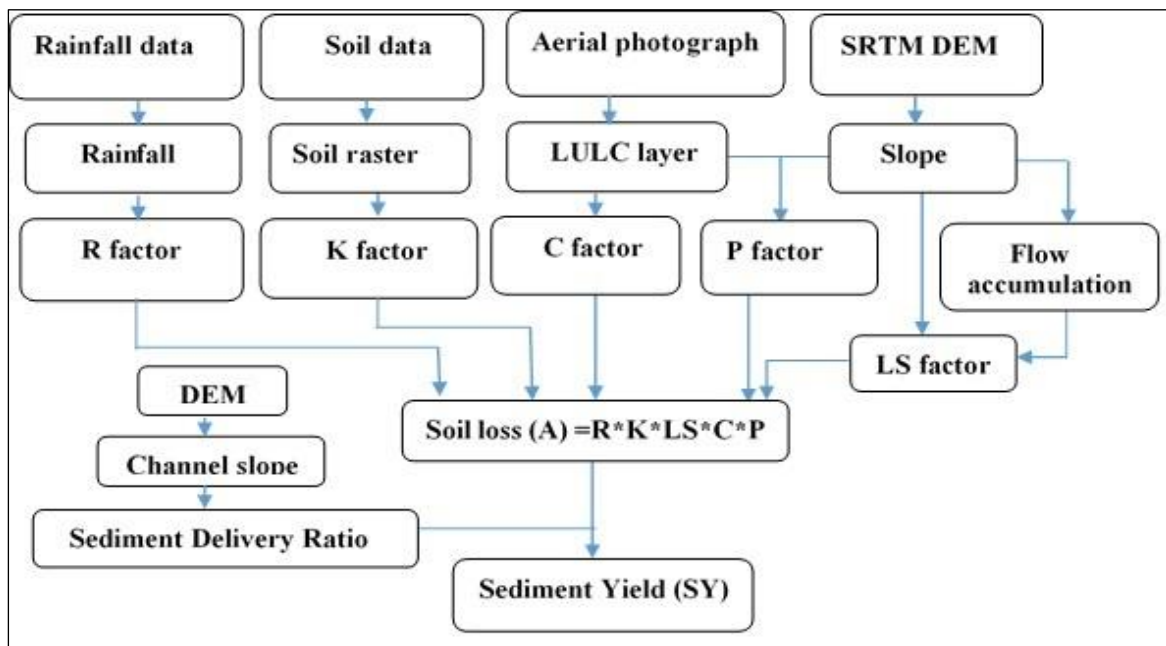 Rainfall data
Soil data
Aerial photograph
SRTM DEM
Rainfall
Soil raster
LULC layer
Slope
R factor
K factor
C factor
P factor
Flow
accumulation
LS factor
DEM
Soil loss (A) =R*K*LS*C*P
Channel slope
Sediment Delivery Ratio
Sediment Yield (SY)